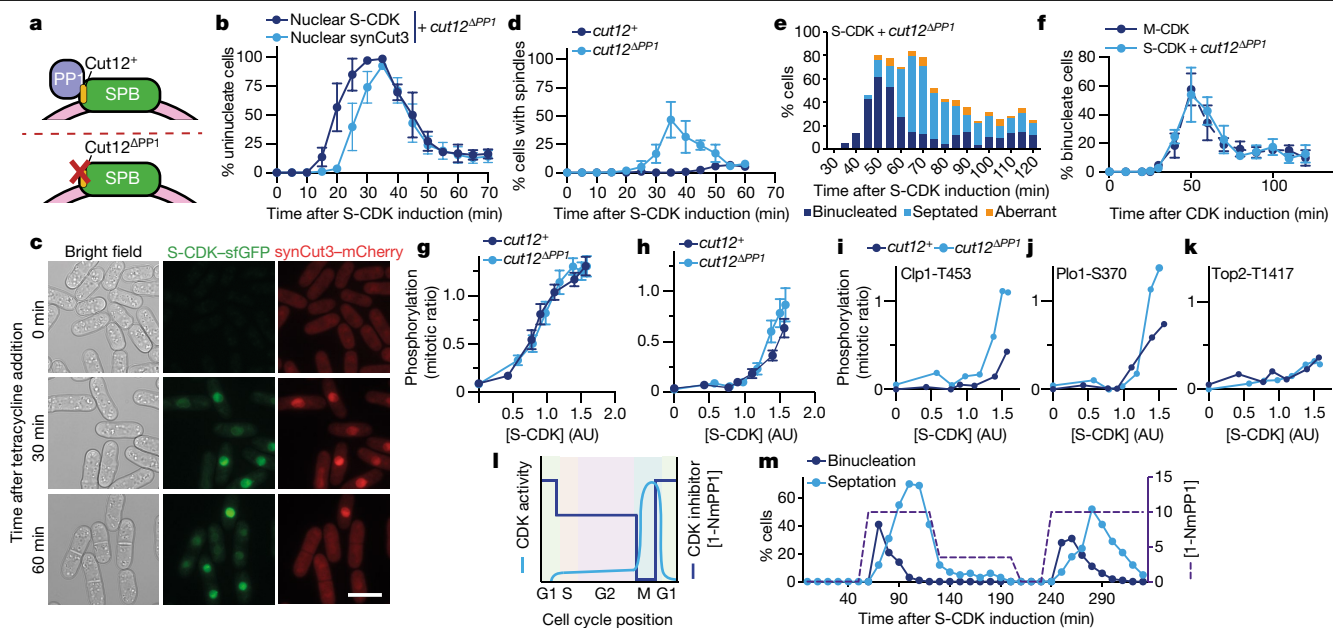 a
PP1
Cut12+
SPB
Cut12ΔPP1
SPB
b
Nuclear S-CDK
Nuclear synCut3
+ cut12ΔPP1
% uninucleate cells
100
75
50
25
0
0 10 20 30 40 50 60 70
Time after S-CDK induction (min)
c
Bright field
S-CDK–sfGFP
synCut3–mCherry
Time after tetracycline addition
0 min
30 min
60 min
d
cut12+
cut12ΔPP1
% cells with spindles
100
75
50
25
0
0 10 20 30 40 50 60 70
Time after S-CDK induction (min)
e
S-CDK + cut12ΔPP1
% cells
100
80
60
40
20
0
30 40 50 60 70 80 90 100 110 120
Time after S-CDK induction (min)
Binucleated Septated Aberrant
f
M-CDK
S-CDK + cut12ΔPP1
% binucleate cells
80
60
40
20
0
0 50 100
Time after CDK induction (min)
g
cut12+
cut12ΔPP1
Phosphorylation
(mitotic ratio)
1.0
0.5
0
0 0.5 1.0 1.5 2.0
[S-CDK] (AU)
h
cut12+
cut12ΔPP1
1.0
0.5
0
0 0.5 1.0 1.5 2.0
[S-CDK] (AU)
i
cut12+ cut12ΔPP1
Clp1-T453
Phosphorylation
(mitotic ratio)
1
0
0 0.5 1.0 1.5
[S-CDK] (AU)
j
Plo1-S370
1
0
0 0.5 1.0 1.5
[S-CDK] (AU)
k
Top2-T1417
1
0
0 0.5 1.0 1.5
[S-CDK] (AU)
l
CDK activity
CDK inhibitor
[1-NmPP1]
G1 S G2 M G1
Cell cycle position
m
Binucleation
Septation
% cells
60
40
20
0
40 90 140 190 240 290
Time after S-CDK induction (min)
15
10
5
0
[1-NmPP1]